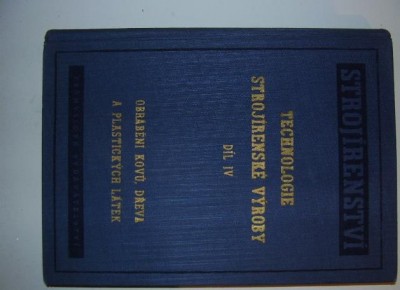 STROJÍRENSTVÍ
TECHNOLOGIE
STROJÍRENSKÉ VÝROBY
DÍL IV
OBRÁBĚNÍ KOVŮ, DŘEVA
A PLASTICKÝCH LÁTEK